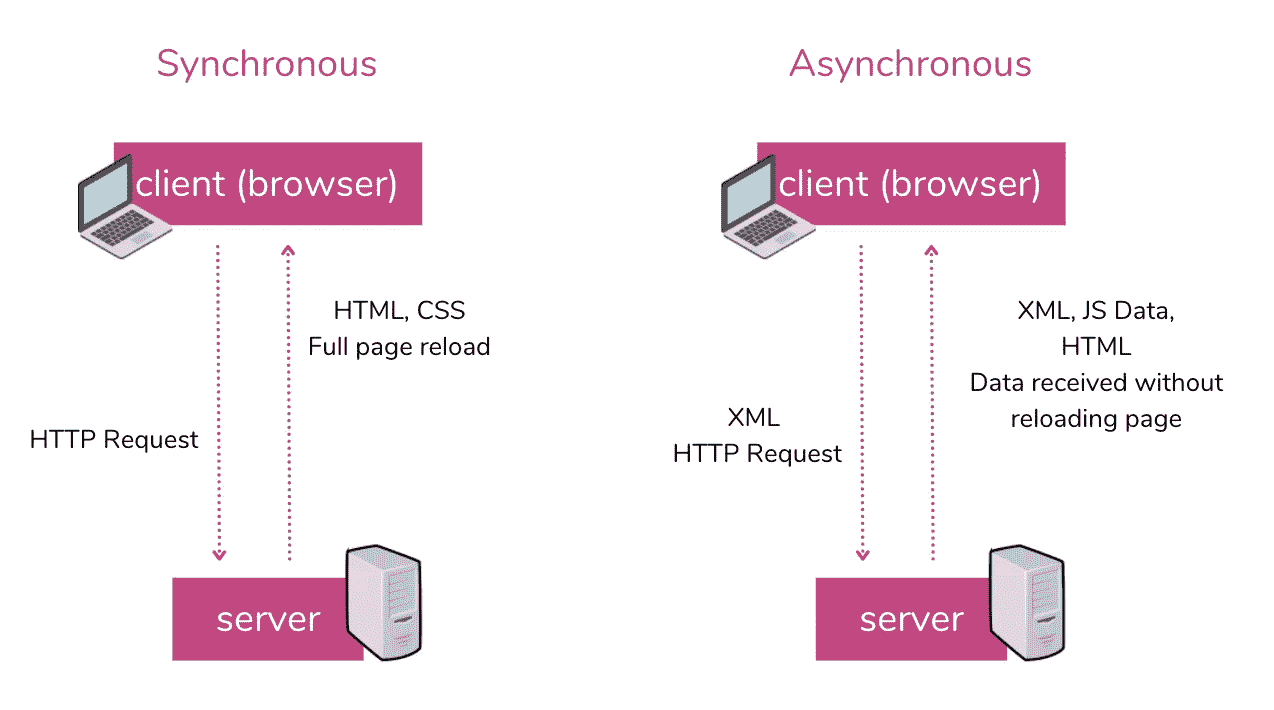 Synchronous
client (browser)
HTML, CSS
Full page reload
HTTP Request
server
Asynchronous
client (browser)
XML, JS Data,
HTML
Data received without
reloading page
XML
HTTP Request
server